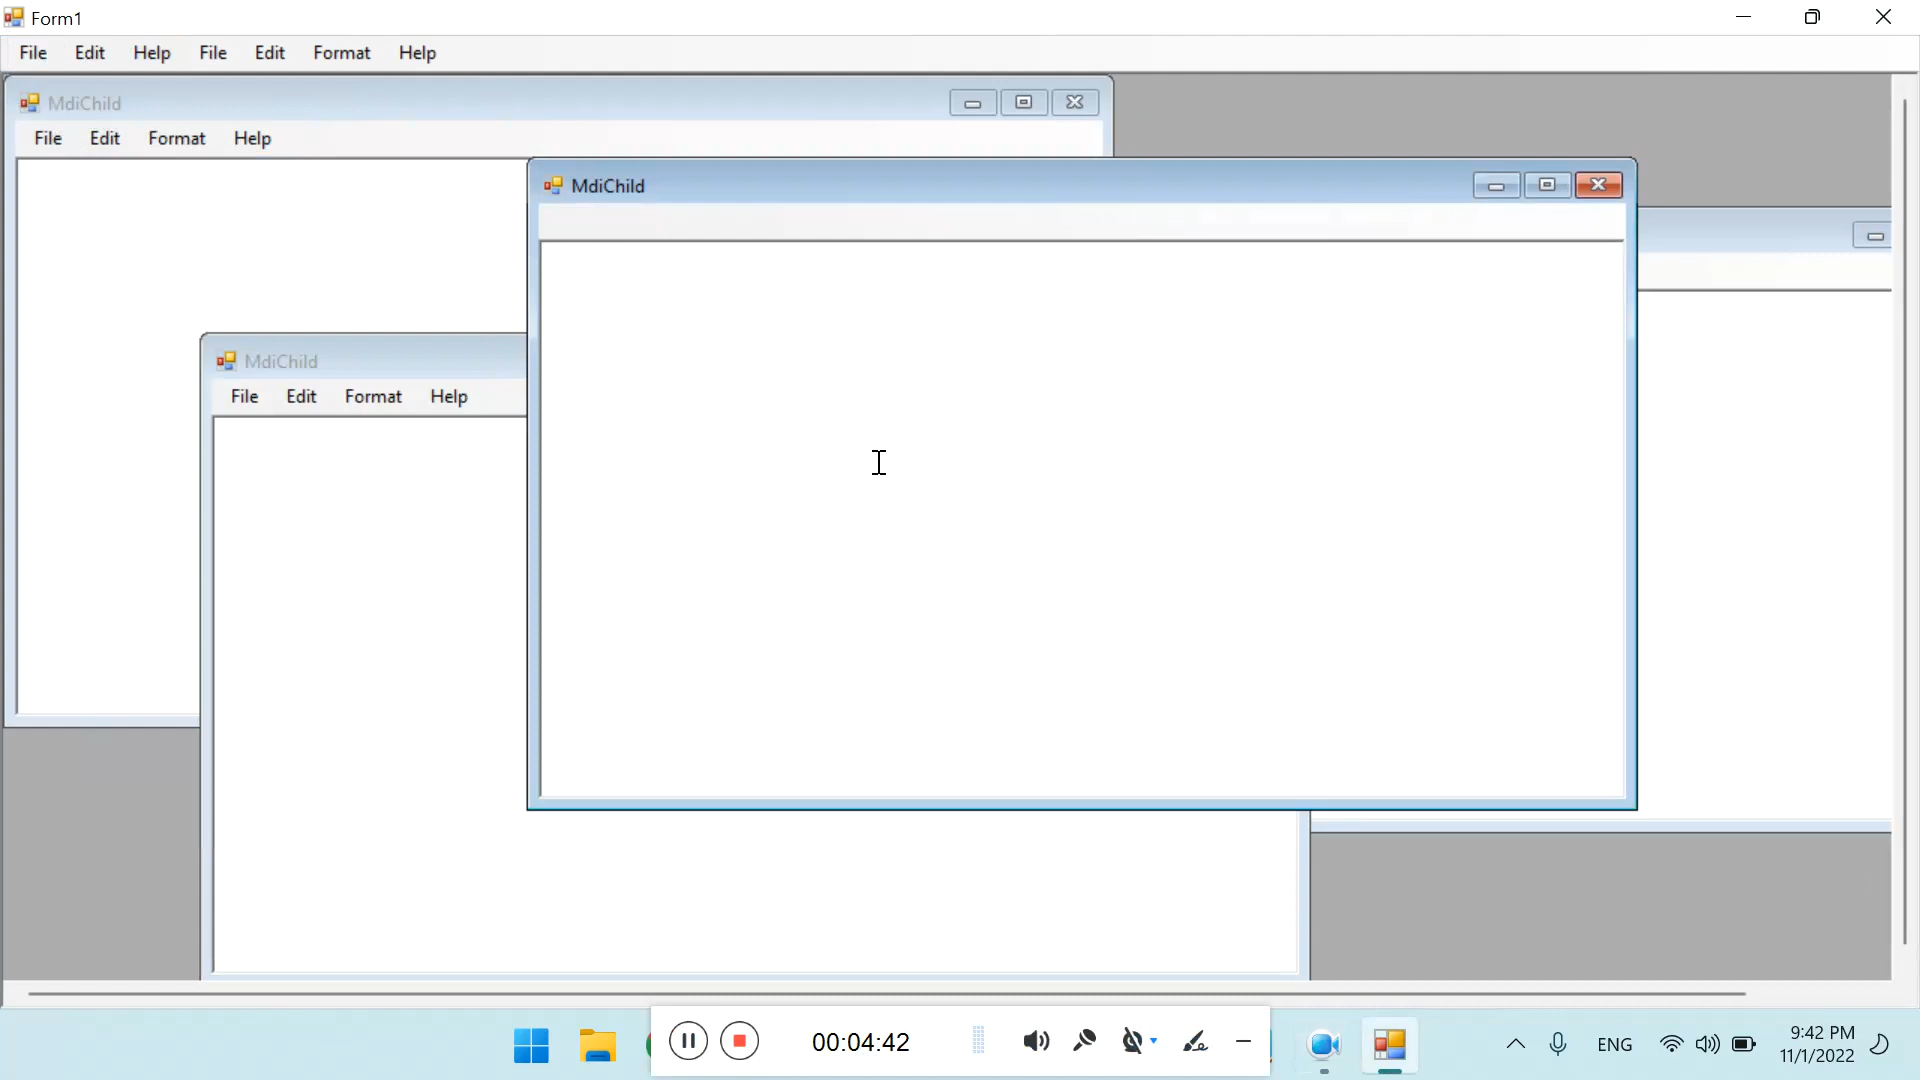 Form1
File Edit Help File Edit Format Help
MdiChild
File Edit Format Help
MdiChild
MdiChild
File Edit Format Help
00:04:42
ENG
9:42 PM
11/1/2022